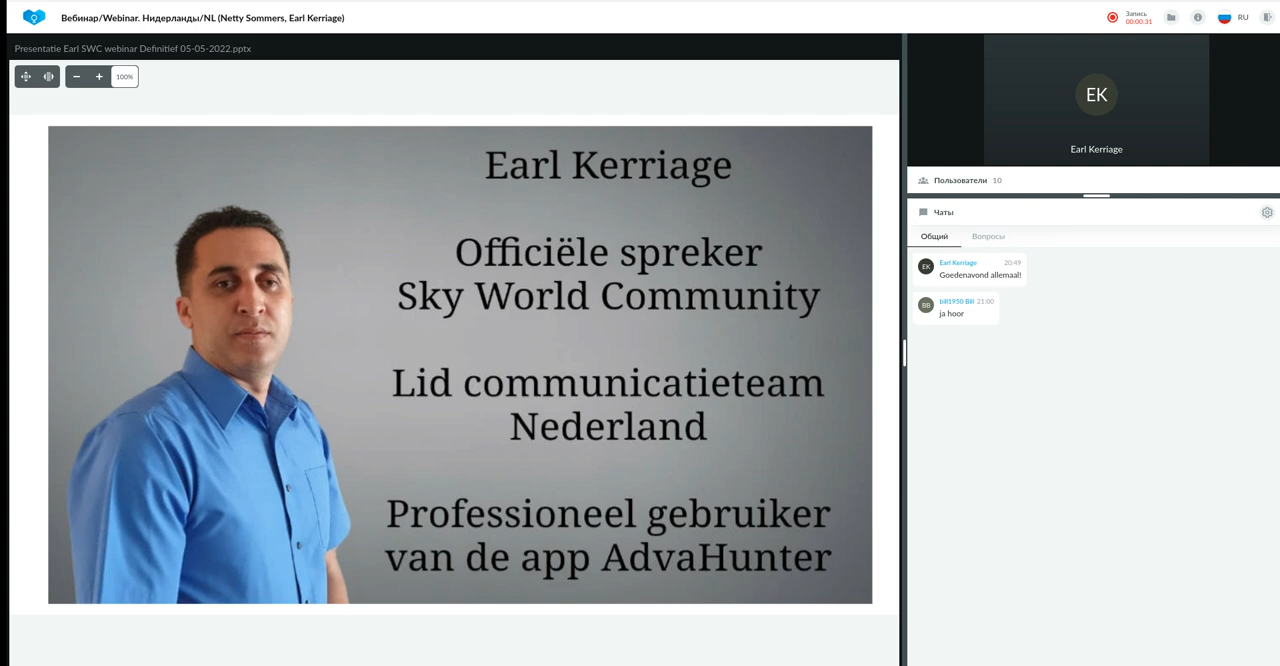 Вебинар/Webinar. Нидерланды/NL (Netty Sommers, Earl Kerriage)
Запись
00:00:31
RU
Presentatie Earl SWC webinar Definitief 05-05-2022.pptx
100%
Earl Kerriage
Officiële spreker
Sky World Community
Lid communicatieteam
Nederland
Professioneel gebruiker
van de app AdvaHunter
EK
Earl Kerriage
Пользователи 10
Чаты
Общий Вопросы
EK Earl Kerriage 20:49
Goedenavond allemaal!
BB bill1950 Bill 21:00
ja hoor